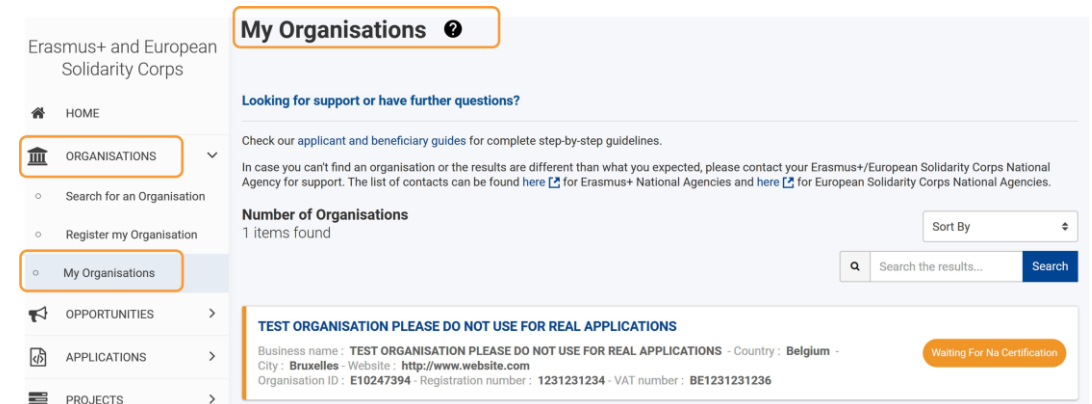 Erasmus+ and European
Solidarity Corps
HOME
ORGANISATIONS
Search for an Organisation
Register my Organisation
My Organisations
OPPORTUNITIES
APPLICATIONS
PROJECTS
My Organisations ?
Looking for support or have further questions?
Check our applicant and beneficiary guides for complete step-by-step guidelines.
In case you can't find an organisation or the results are different than what you expected, please contact your Erasmus+/European Solidarity Corps National
Agency for support. The list of contacts can be found here for Erasmus+ National Agencies and here for European Solidarity Corps National Agencies.
Number of Organisations
1 items found
Sort By
Search the results...
Search
TEST ORGANISATION PLEASE DO NOT USE FOR REAL APPLICATIONS
Business name : TEST ORGANISATION PLEASE DO NOT USE FOR REAL APPLICATIONS - Country : Belgium -
City : Bruxelles - Website : http://www.website.com
Organisation ID : E10247394 - Registration number : 1231231234 - VAT number : BE1231231236
Waiting For Na Certification